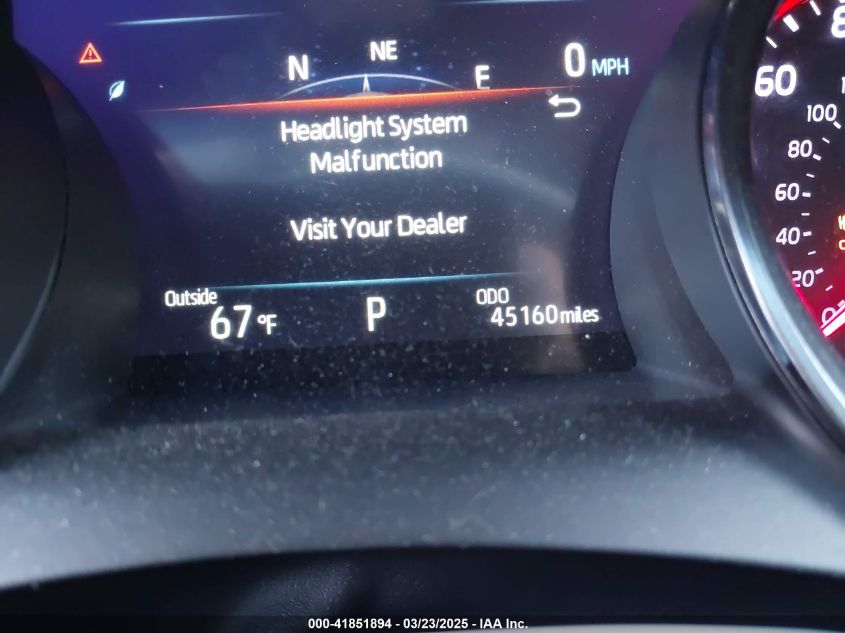 N NE E 0 MPH
Headlight System
Malfunction
Visit Your Dealer
Outside
67 °F
P
ODO
45160 miles
60
100
80
60
40
20
000-41851894 - 03/23/2025 - IAA Inc.